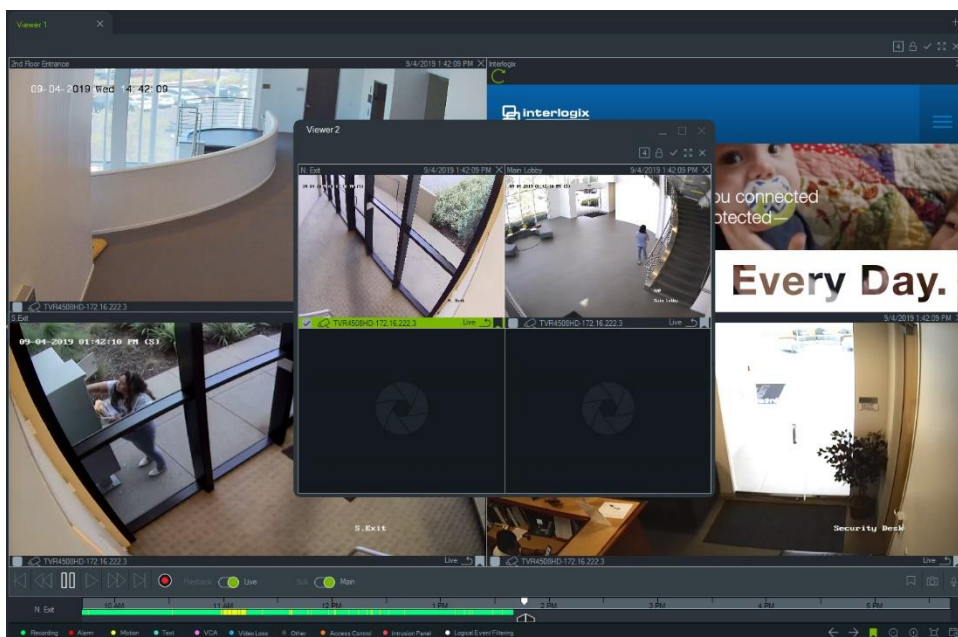 Viewer 1
4
2nd Floor Entrance
9/4/2019 1:42:09 PM
Interlogix
09-04-2019 Wed 14:42:09
interlogix
Viewer 2
4
N. Exit
9/4/2019 1:42:09 PM
Main Lobby
9/4/2019 1:42:09 PM
ou connected
otected—
Every Day.
N. Exit
Main Lobby
TVR4508HD-172.16.222.3
TVR4508HD-172.16.222.3
Live
TVR4508HD-172.16.222.3
Live
S.Exit
9/4/2019 1:42:09 PM
09-04-2019 01:42:10 PM (S)
S.Exit
Security Desk
TVR4508HD-172.16.222.3
Live
TVR4508HD-172.16.222.3
Live
Playback
Live
Sub
Main
N. Exit
10 AM
11 AM
12 PM
1 PM
2 PM
3 PM
4 PM
5 PM
Recording
Alarm
Motion
Text
VCA
Video Loss
Other
Access Control
Intrusion Panel
Logical Event Filtering